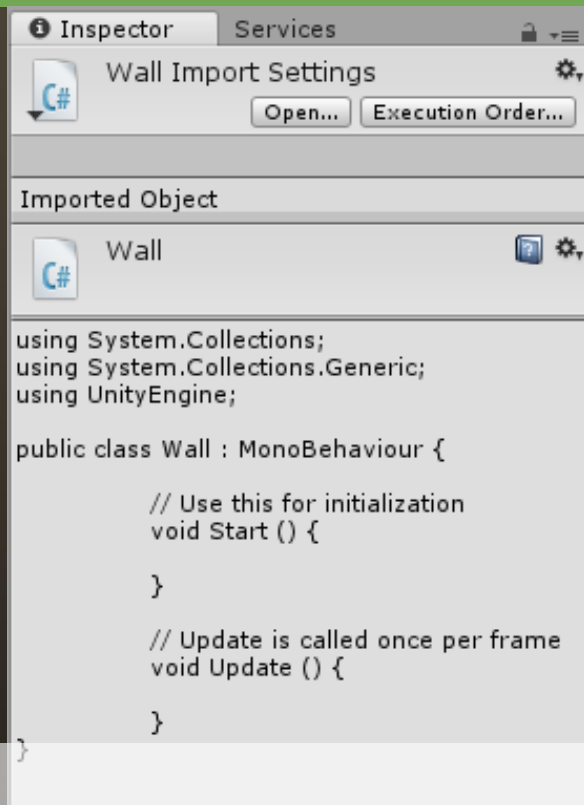 Inspector Services
Wall Import Settings
C#
Open... Execution Order...
Imported Object
Wall
C#
using System.Collections;
using System.Collections.Generic;
using UnityEngine;
public class Wall : MonoBehaviour {
// Use this for initialization
void Start () {
}
// Update is called once per frame
void Update () {
}
}